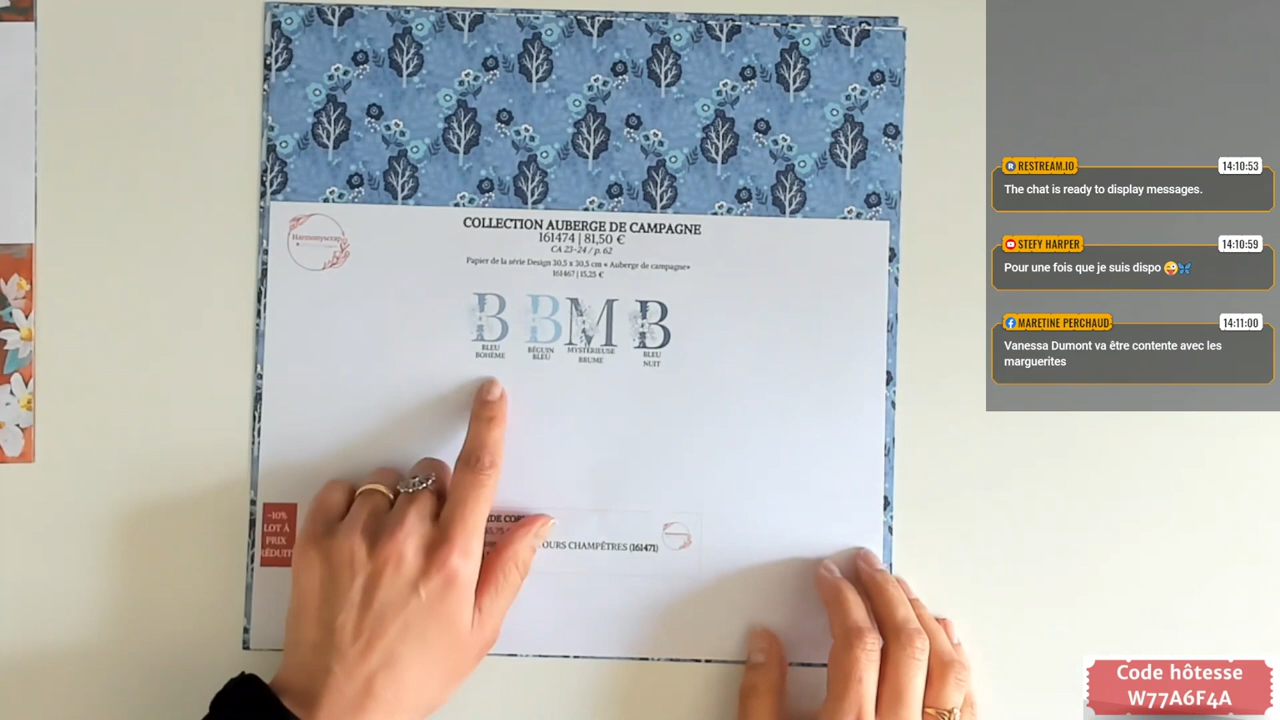 COLLECTION AUBERGE DE CAMPAGNE
161474 | 81,50 €
CA 23-24 / p. 62
Papier de la série Design 30,5 x 30,5 cm « Auberge de campagne»
161467 | 15,25 €
Harmonyscrap
B B M B
BLEU
BOHÈME
BÉGUIN
BLEU
MYSTÉRIEUSE
BRUME
BLEU
NUIT
-10%
LOT À
PRIX
RÉDUIT
OURS CHAMPÊTRES (161471)
RESTREAM.IO
14:10:53
The chat is ready to display messages.
STEFY HARPER
14:10:59
Pour une fois que je suis dispo 😜🦋
MARETINE PERCHAUD
14:11:00
Vanessa Dumont va être contente avec les
marguerites
Code hôtesse
W77A6F4A